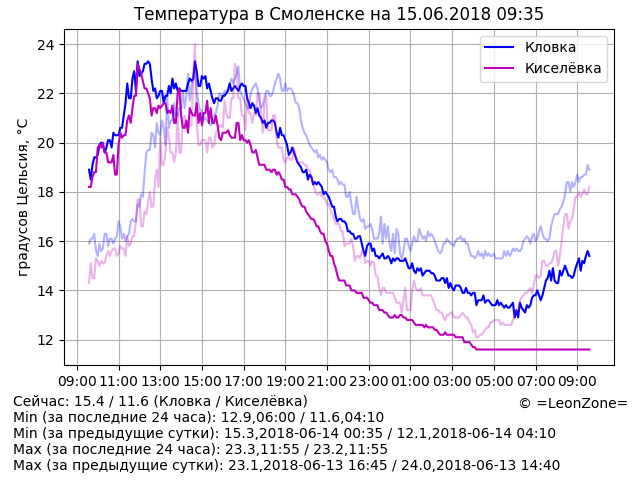 Температура в Смоленске на 15.06.2018 09:35
Кловка
Киселёвка
градусов Цельсия, °C
24
22
20
18
16
14
12
09:00 11:00 13:00 15:00 17:00 19:00 21:00 23:00 01:00 03:00 05:00 07:00 09:00
Сейчас: 15.4 / 11.6 (Кловка / Киселёвка)
© =LeonZone=
Min (за последние 24 часа): 12.9,06:00 / 11.6,04:10
Min (за предыдущие сутки): 15.3,2018-06-14 00:35 / 12.1,2018-06-14 04:10
Max (за последние 24 часа): 23.3,11:55 / 23.2,11:55
Max (за предыдущие сутки): 23.1,2018-06-13 16:45 / 24.0,2018-06-13 14:40